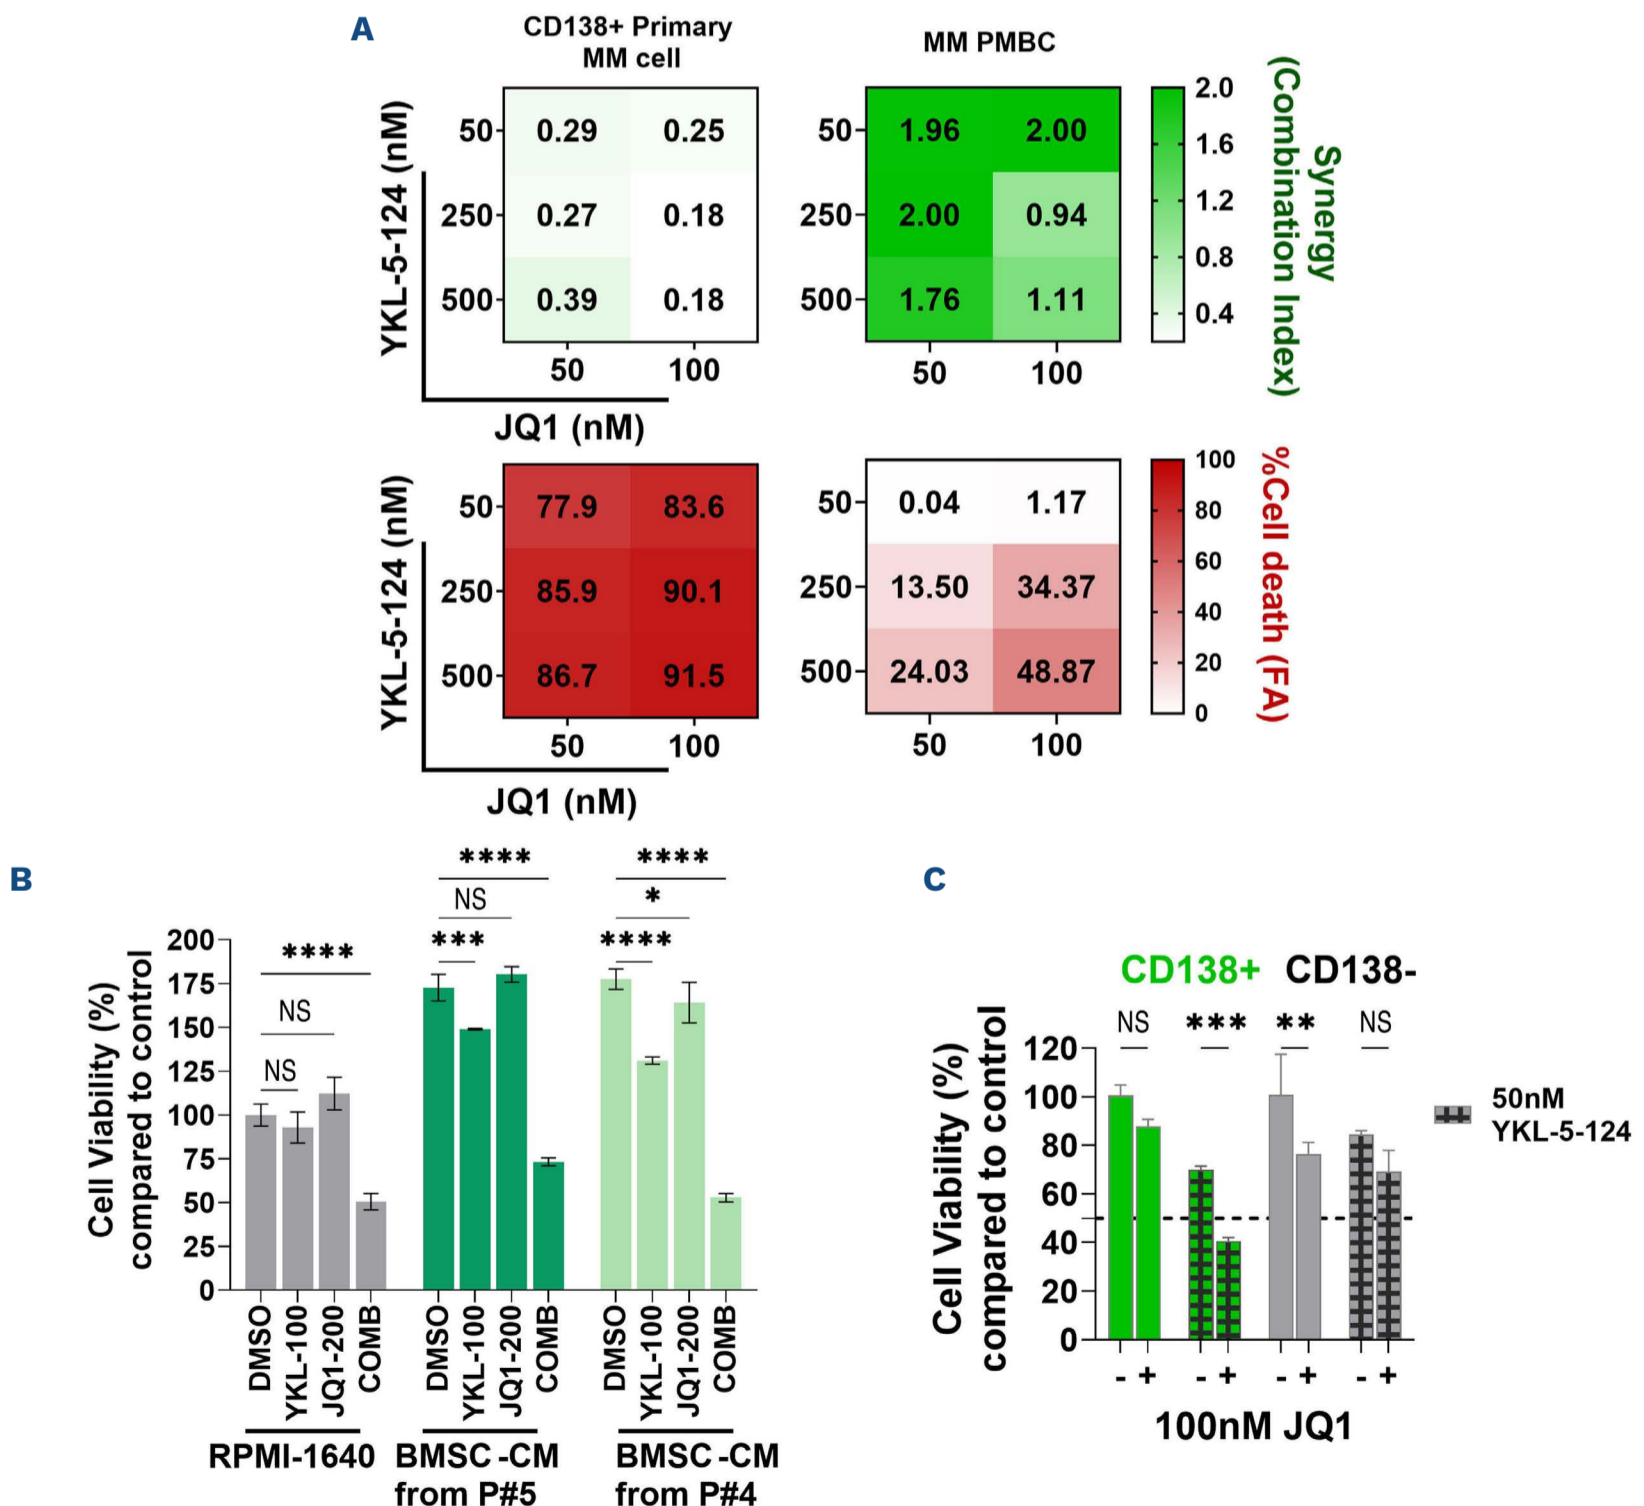 A
CD138+ Primary
MM cell
MM PMBC
YKL-5-124 (nM)
50
0.29
0.25
250
0.27
0.18
500
0.39
0.18
50
100
JQ1 (nM)
50
1.96
2.00
250
2.00
0.94
500
1.76
1.11
50
100
2.0
1.6
1.2
0.8
0.4
Synergy
(Combination Index)
YKL-5-124 (nM)
50
77.9
83.6
250
85.9
90.1
500
86.7
91.5
50
100
JQ1 (nM)
50
0.04
1.17
250
13.50
34.37
500
24.03
48.87
50
100
100
80
60
40
20
0
%Cell death (FA)
B
Cell Viability (%)
compared to control
200
175
150
125
100
75
50
25
0
****
NS
NS
****
NS
***
****
*
****
DMSO
YKL-100
JQ1-200
COMB
DMSO
YKL-100
JQ1-200
COMB
DMSO
YKL-100
JQ1-200
COMB
RPMI-1640
BMSC -CM
from P#5
BMSC -CM
from P#4
C
CD138+ CD138-
NS
***
**
NS
Cell Viability (%)
compared to control
120
100
80
60
40
20
0
- + - + - + - +
100nM JQ1
50nM
YKL-5-124